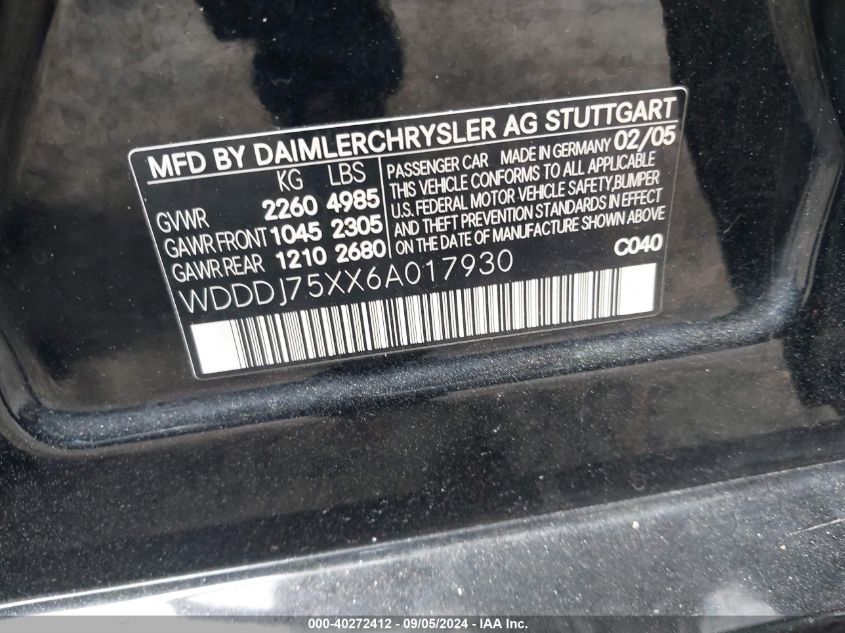 MFD BY DAIMLERCHRYSLER AG STUTTGART
KG LBS
GVWR 2260 4985
GAWR FRONT 1045 2305
GAWR REAR 1210 2680
PASSENGER CAR MADE IN GERMANY 02/05
THIS VEHICLE CONFORMS TO ALL APPLICABLE
U.S. FEDERAL MOTOR VEHICLE SAFETY, BUMPER
AND THEFT PREVENTION STANDARDS IN EFFECT
ON THE DATE OF MANUFACTURE SHOWN ABOVE
WDDDJ75XX6A017930
C040
000-40272412 - 09/05/2024 - IAA Inc.